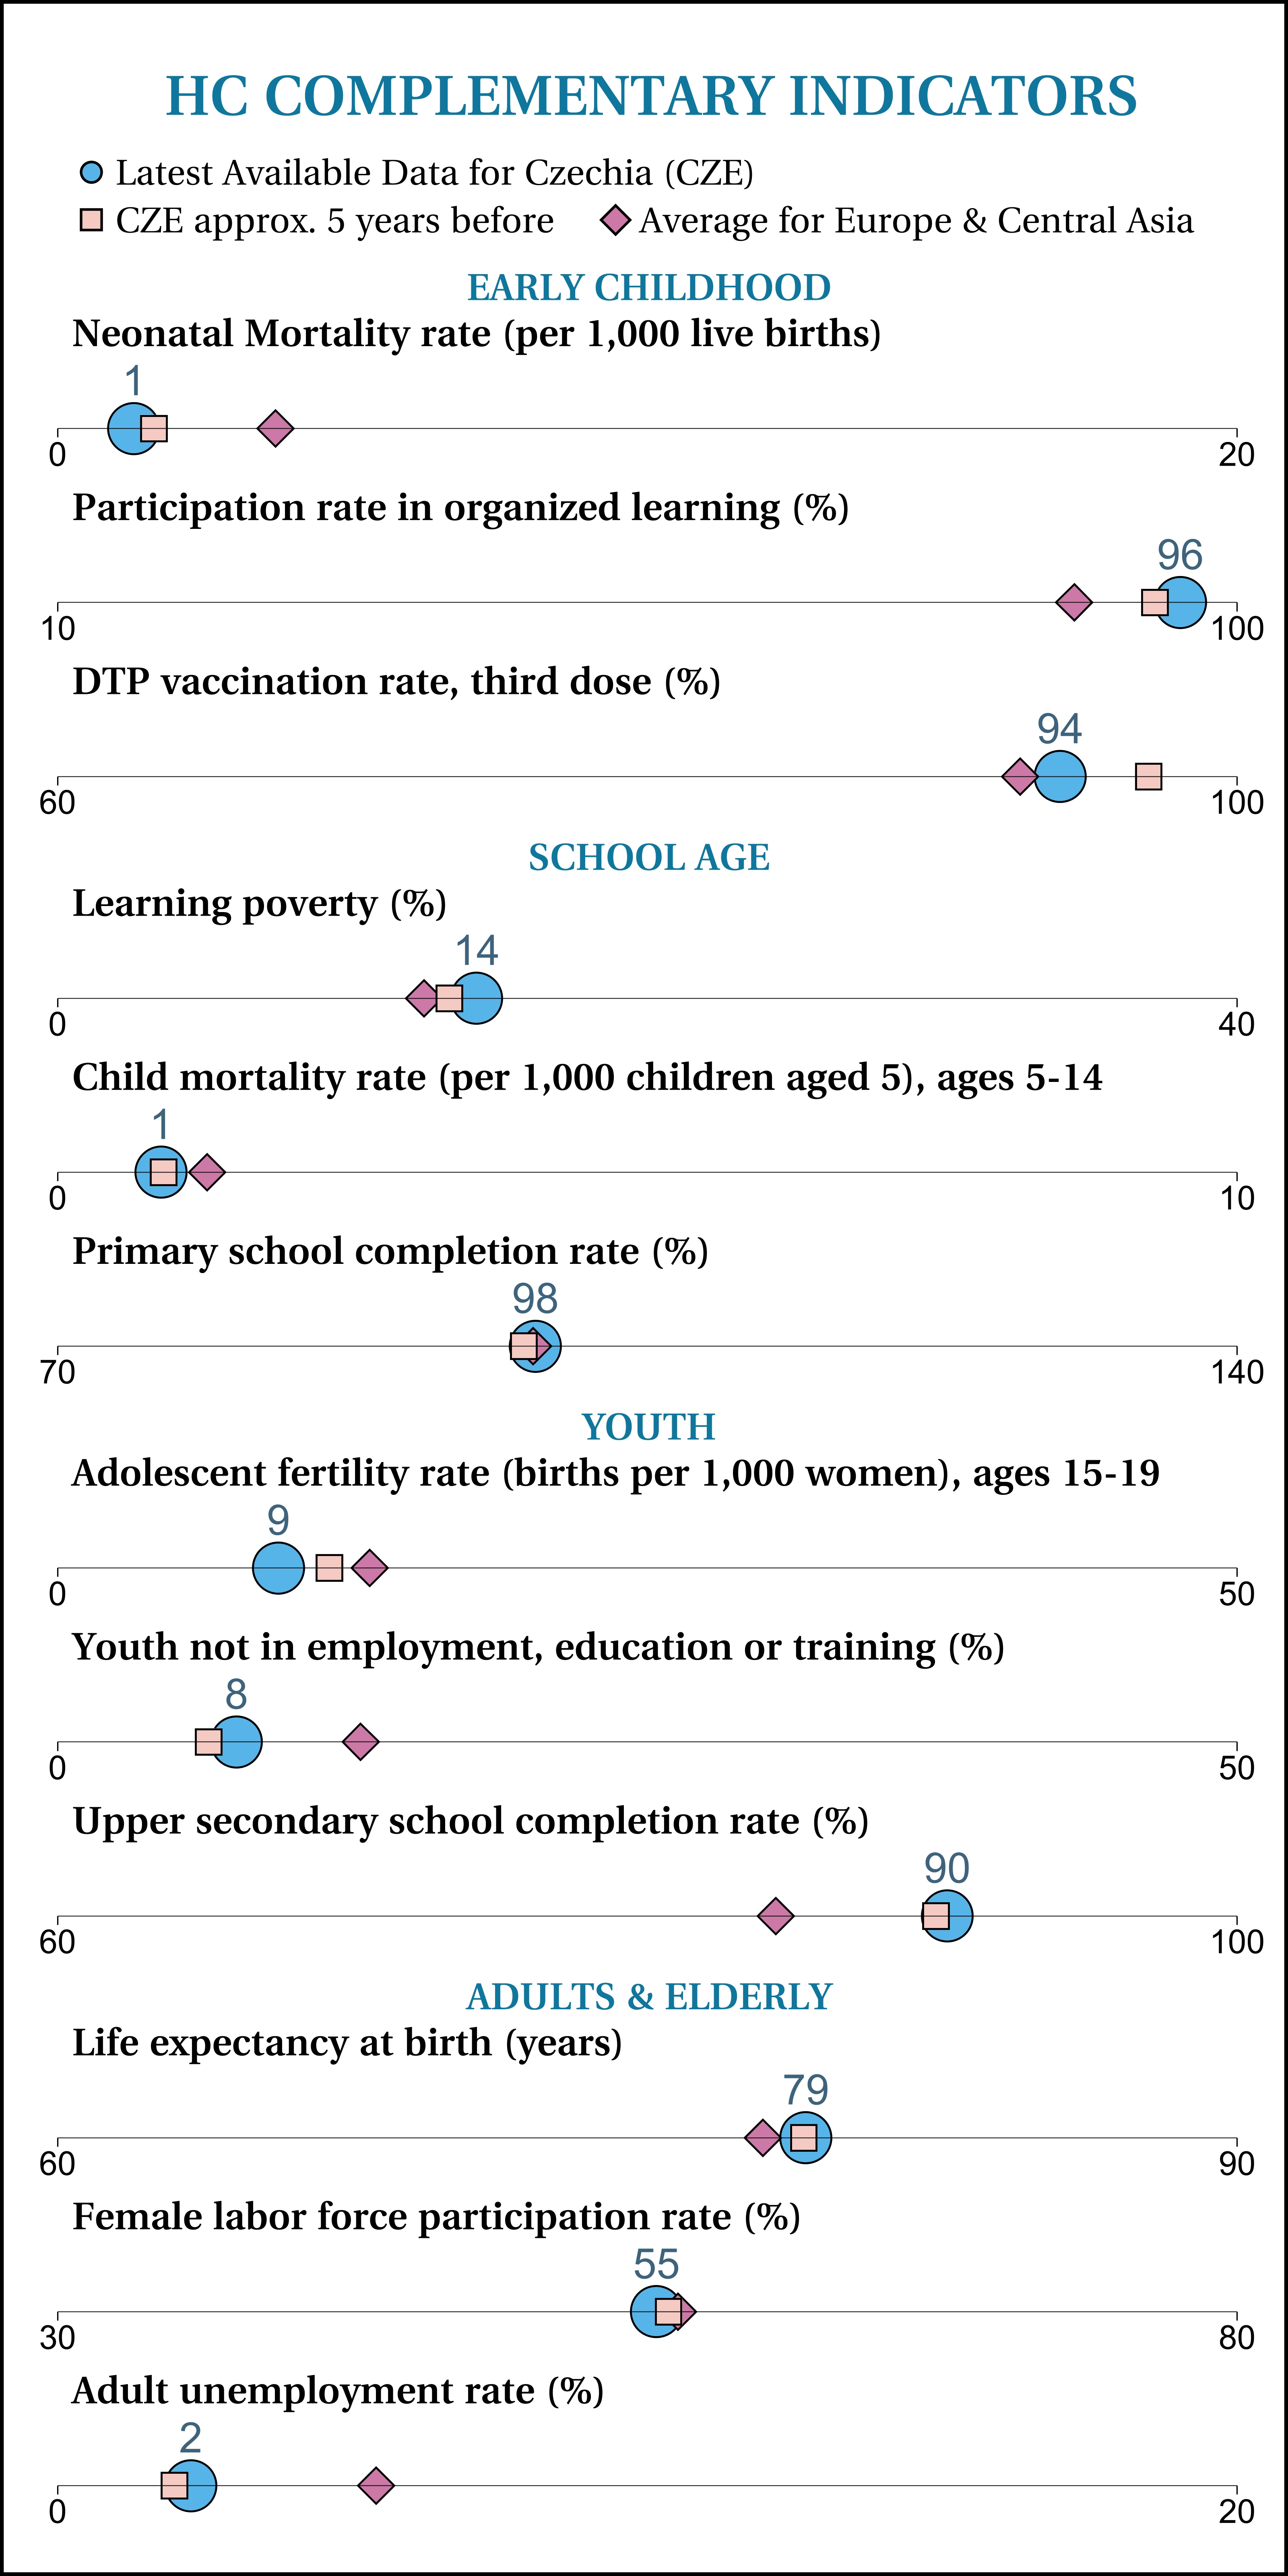 HC COMPLEMENTARY INDICATORS
Latest Available Data for Czechia (CZE)
CZE approx. 5 years before Average for Europe & Central Asia
EARLY CHILDHOOD
Neonatal Mortality rate (per 1,000 live births)
1
0 20
Participation rate in organized learning (%)
96
10 100
DTP vaccination rate, third dose (%)
94
60 100
SCHOOL AGE
Learning poverty (%)
14
0 40
Child mortality rate (per 1,000 children aged 5), ages 5-14
1
0 10
Primary school completion rate (%)
98
70 140
YOUTH
Adolescent fertility rate (births per 1,000 women), ages 15-19
9
0 50
Youth not in employment, education or training (%)
8
0 50
Upper secondary school completion rate (%)
90
60 100
ADULTS & ELDERLY
Life expectancy at birth (years)
79
60 90
Female labor force participation rate (%)
55
30 80
Adult unemployment rate (%)
2
0 20